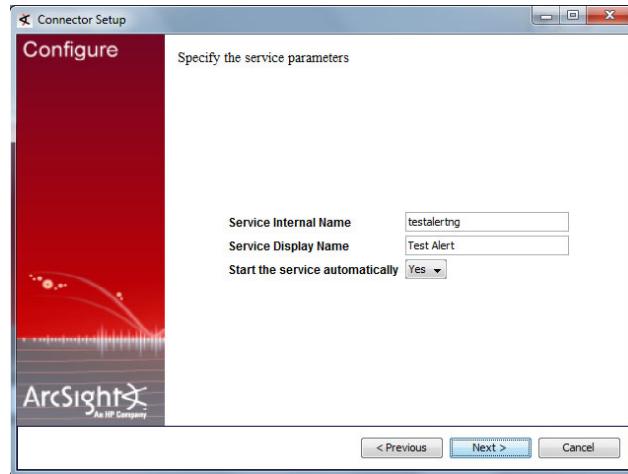 Connector Setup
Configure
Specify the service parameters
Service Internal Name testalertng
Service Display Name Test Alert
Start the service automatically Yes
ArcSight
An HP Company
< Previous Next > Cancel